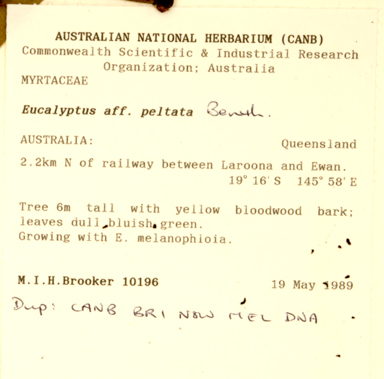 AUSTRALIAN NATIONAL HERBARIUM (CANB)
Commonwealth Scientific & Industrial Research
Organization; Australia
MYRTACEAE
Eucalyptus aff. peltata Benth.
AUSTRALIA: Queensland
2.2km N of railway between Laroona and Ewan.
19° 16'S 145° 58'E
Tree 6m tall with yellow bloodwood bark;
leaves dull, bluish, green.
Growing with E. melanophioia.
M.I.H.Brooker 10196 19 May 1989
Dup: CANB BRI NSW MEL DNA